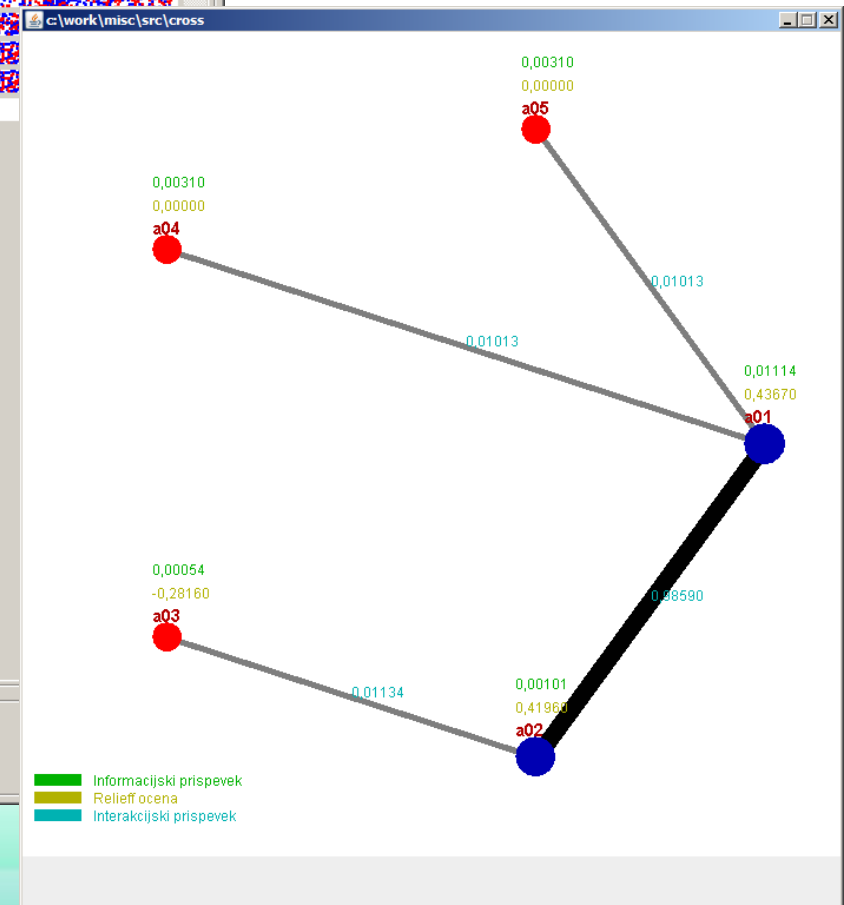 c:\work\misc\src\cross
0,00310
0,00000
a05
0,00310
0,00000
a04
0,01013
0,01013
0,01114
0,43670
a01
0,00054
-0,28160
a03
0,98590
0,01134
0,00101
0,41960
a02
Informacijski prispevek
Relieff ocena
Interakcijski prispevek